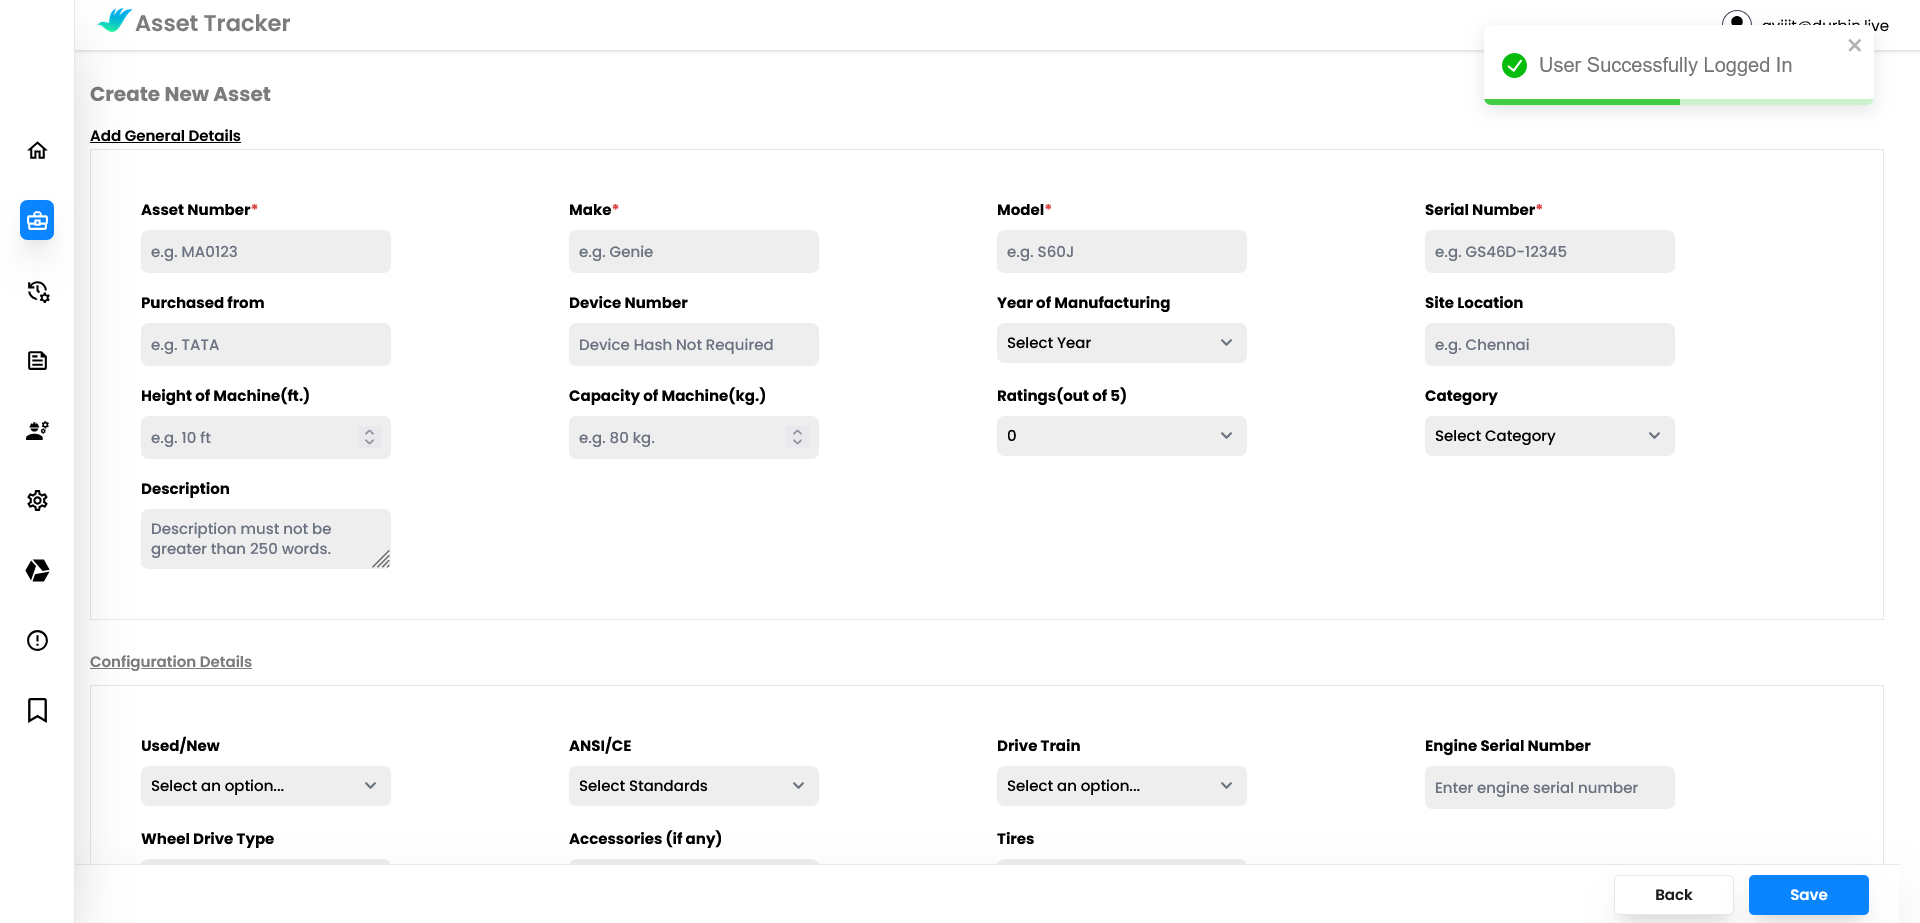 Asset Tracker
User Successfully Logged In
Create New Asset
Add General Details
Asset Number*
Make*
Model*
Serial Number*
e.g. MA0123
e.g. Genie
e.g. S60J
e.g. GS46D-12345
Purchased from
Device Number
Year of Manufacturing
Site Location
e.g. TATA
Device Hash Not Required
Select Year
e.g. Chennai
Height of Machine(ft.)
Capacity of Machine(kg.)
Ratings(out of 5)
Category
e.g. 10 ft
e.g. 80 kg.
0
Select Category
Description
Description must not be
greater than 250 words.
Configuration Details
Used/New
ANSI/CE
Drive Train
Engine Serial Number
Select an option...
Select Standards
Select an option...
Enter engine serial number
Wheel Drive Type
Accessories (if any)
Tires
Back
Save